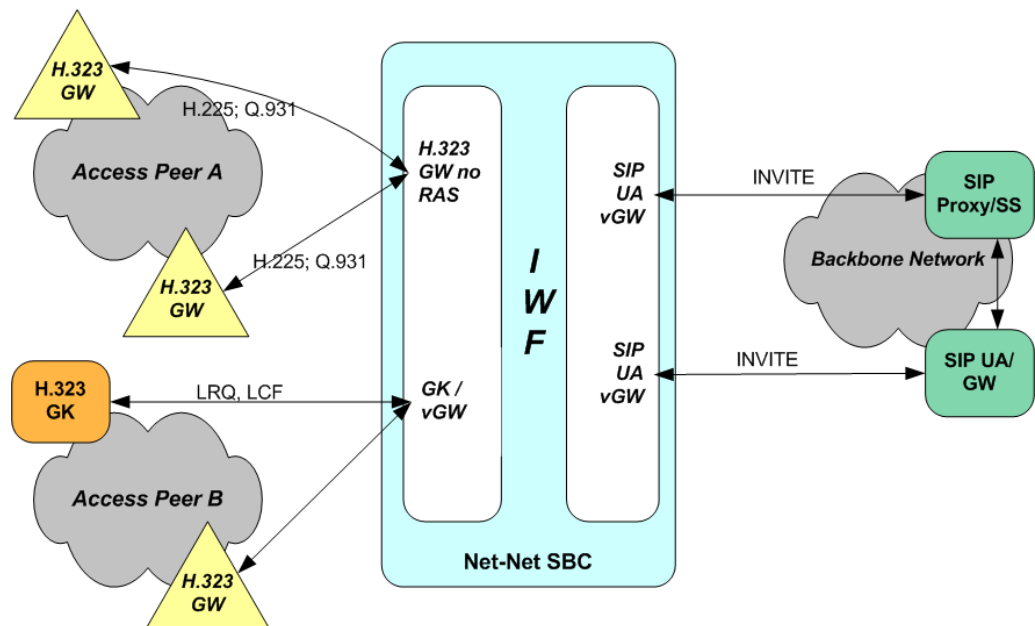 H.323
GW
H.225; Q.931
Access Peer A
H.225; Q.931
H.323
GW
H.323
GK
LRQ, LCF
Access Peer B
H.323
GW
H.323
GW no
RAS
GK /
vGW
I
W
F
SIP
UA
vGW
SIP
UA
vGW
Net-Net SBC
INVITE
SIP
Proxy/SS
Backbone Network
INVITE
SIP UA/
GW